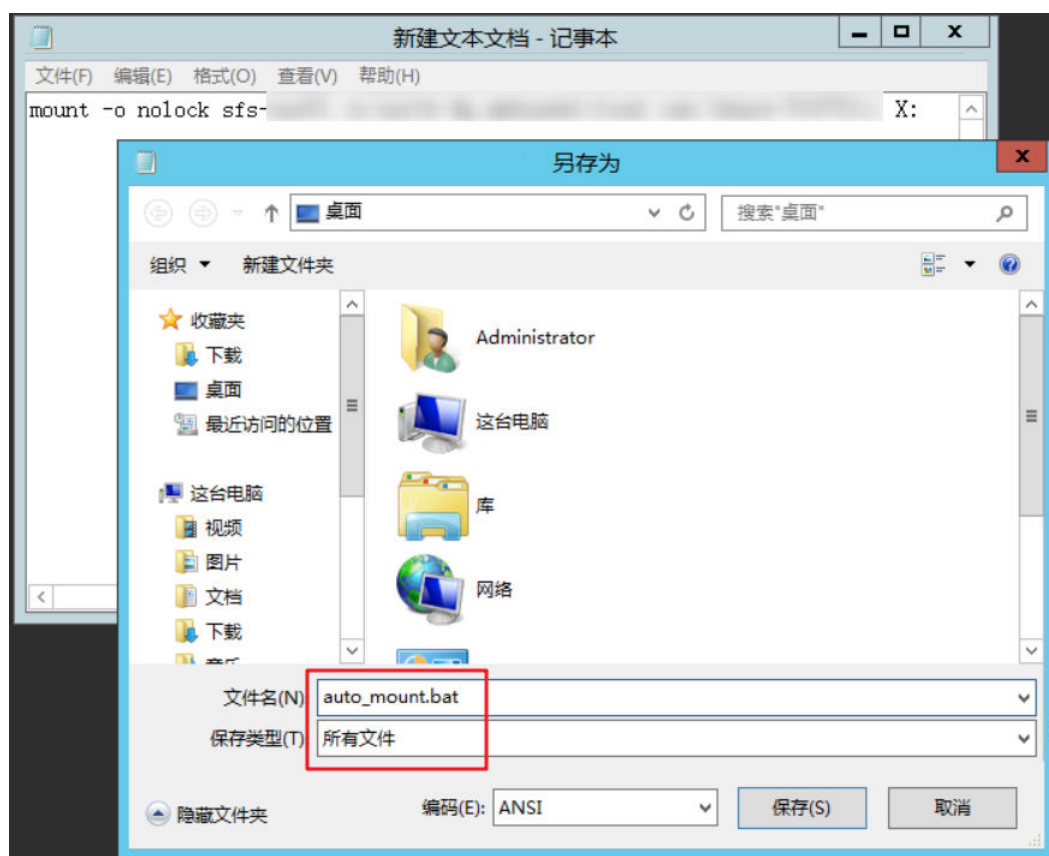 新建文本文档 - 记事本
文件(F) 编辑(E) 格式(O) 查看(V) 帮助(H)
mount -o nolock sfs- X:
另存为
桌面
搜索"桌面"
组织 新建文件夹
收藏夹
下载
桌面
最近访问的位置
这台电脑
视频
图片
文档
下载
音乐
Administrator
这台电脑
库
网络
文件名(N) auto_mount.bat
保存类型(T) 所有文件
隐藏文件夹 编码(E): ANSI 保存(S) 取消